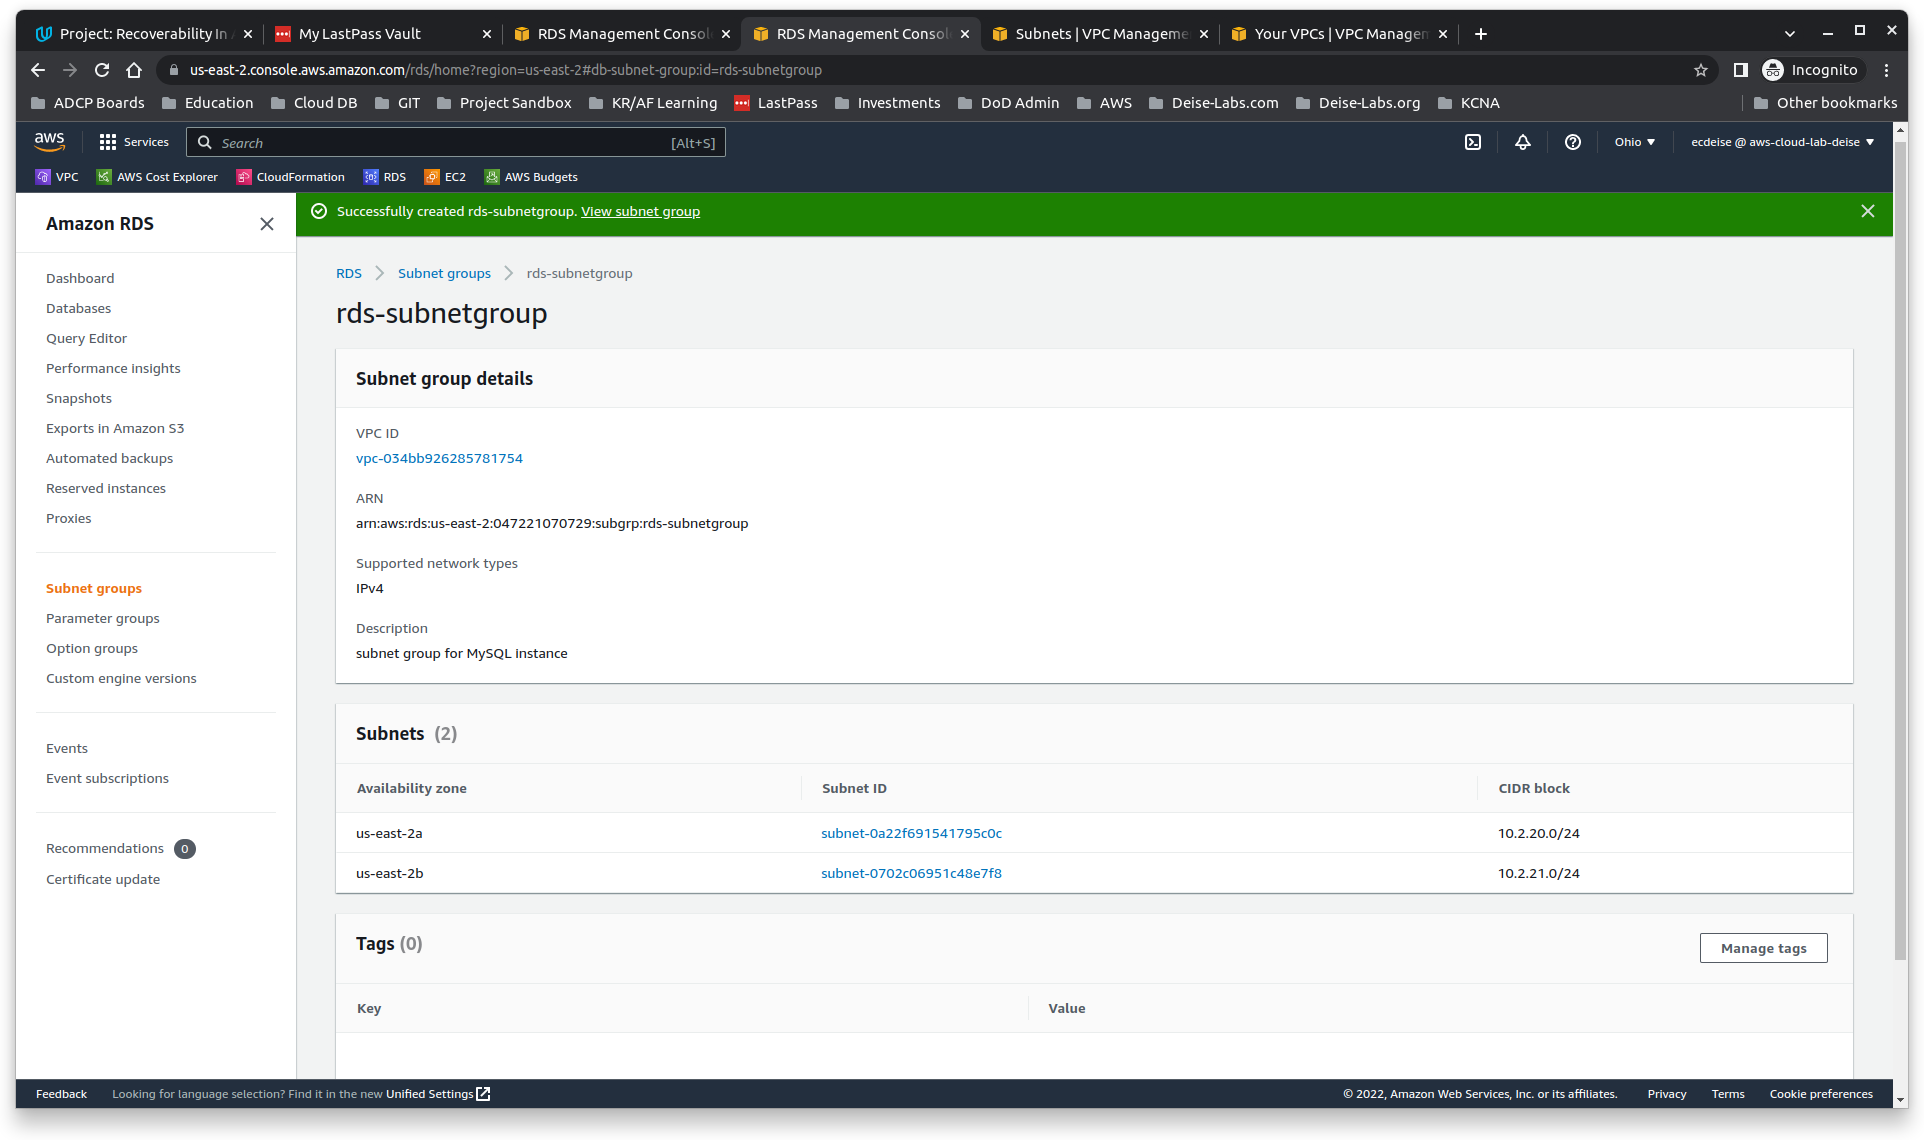 Project: Recoverability In A
My LastPass Vault
RDS Management Consol
RDS Management Consol
Subnets | VPC Manageme
Your VPCs | VPC Managem
us-east-2.console.aws.amazon.com/rds/home?region=us-east-2#db-subnet-group:id=rds-subnetgroup
Incognito
ADCP Boards
Education
Cloud DB
GIT
Project Sandbox
KR/AF Learning
LastPass
Investments
DoD Admin
AWS
Deise-Labs.com
Deise-Labs.org
KCNA
Other bookmarks
aws
Services
Search
[Alt+S]
Ohio
ecdeise @ aws-cloud-lab-deise
VPC
AWS Cost Explorer
CloudFormation
RDS
EC2
AWS Budgets
Amazon RDS
Dashboard
Databases
Query Editor
Performance insights
Snapshots
Exports in Amazon S3
Automated backups
Reserved instances
Proxies
Subnet groups
Parameter groups
Option groups
Custom engine versions
Events
Event subscriptions
Recommendations 0
Certificate update
Successfully created rds-subnetgroup. View subnet group
RDS
Subnet groups
rds-subnetgroup
rds-subnetgroup
Subnet group details
VPC ID
vpc-034bb926285781754
ARN
arn:aws:rds:us-east-2:047221070729:subgrp:rds-subnetgroup
Supported network types
IPv4
Description
subnet group for MySQL instance
Subnets (2)
Availability zone Subnet ID CIDR block
us-east-2a subnet-0a22f691541795c0c 10.2.20.0/24
us-east-2b subnet-0702c06951c48e7f8 10.2.21.0/24
Tags (0)
Manage tags
Key Value
Feedback
Looking for language selection? Find it in the new Unified Settings
© 2022, Amazon Web Services, Inc. or its affiliates.
Privacy
Terms
Cookie preferences